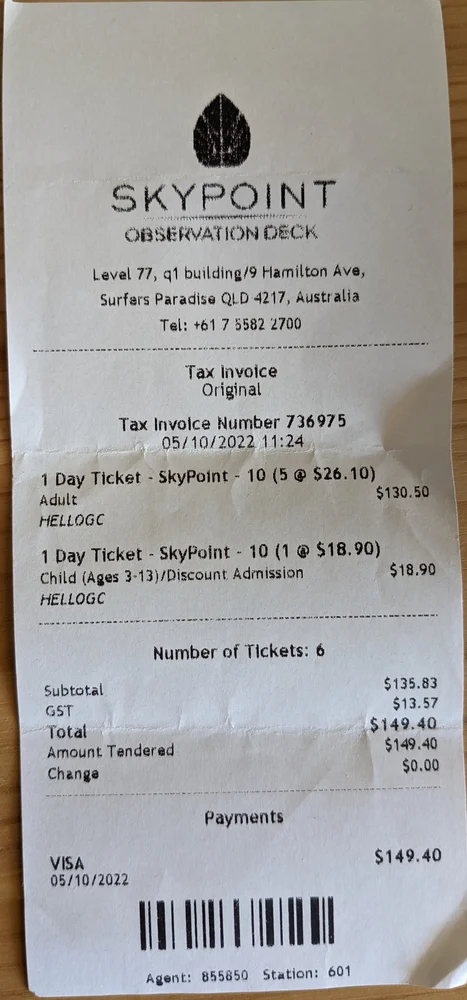 SKYPOINT
OBSERVATION DECK
Level 77, q1 building/9 Hamilton Ave,
Surfers Paradise QLD 4217, Australia
Tel: +61 7 5582 2700
Tax Invoice
Original
Tax Invoice Number 736975
05/10/2022 11:24
1 Day Ticket - SkyPoint - 10 (5 @ $26.10)
Adult $130.50
HELLOGC
1 Day Ticket - SkyPoint - 10 (1 @ $18.90)
Child (Ages 3-13)/Discount Admission $18.90
HELLOGC
Number of Tickets: 6
Subtotal $135.83
GST $13.57
Total $149.40
Amount Tendered $149.40
Change $0.00
Payments
VISA $149.40
05/10/2022
Agent: 855850 Station: 601